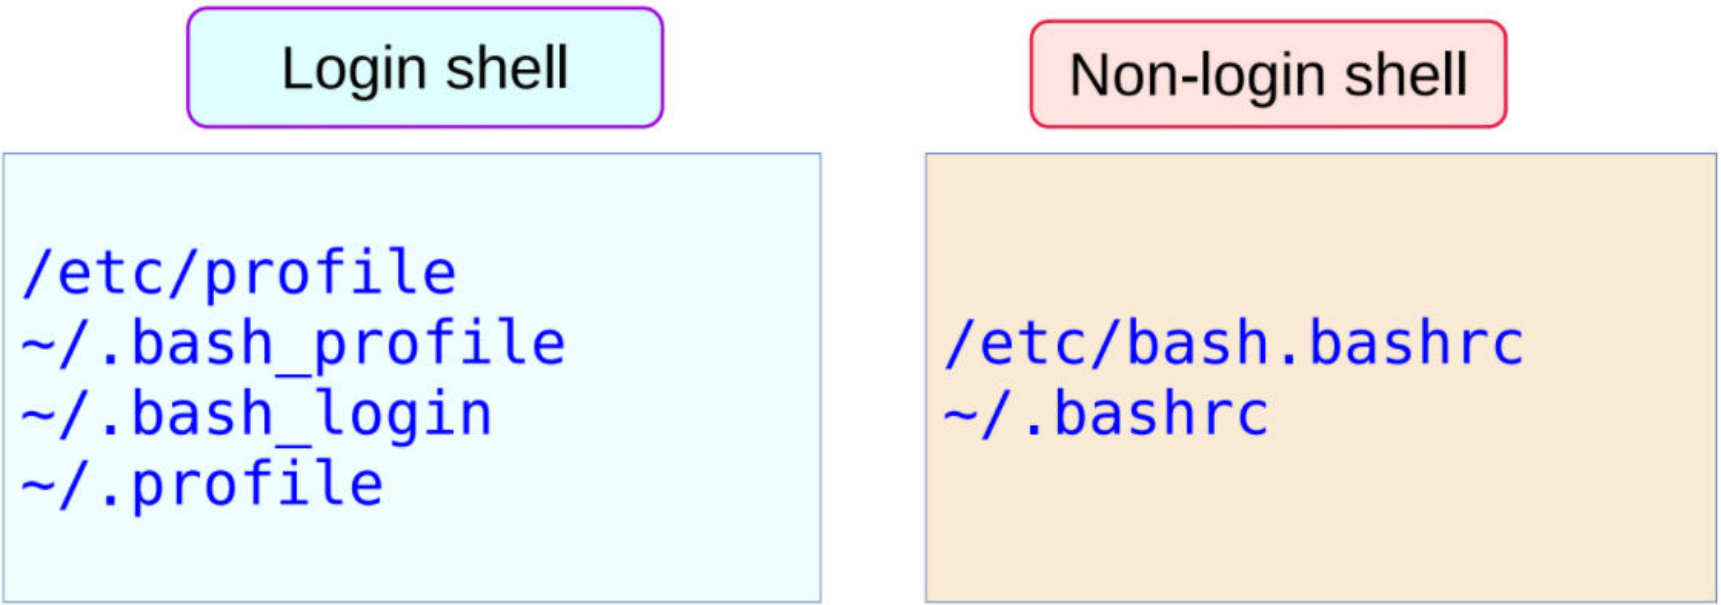 Login shell
/etc/profile
~/.bash_profile
~/.bash_login
~/.profile
Non-login shell
/etc/bash.bashrc
~/.bashrc